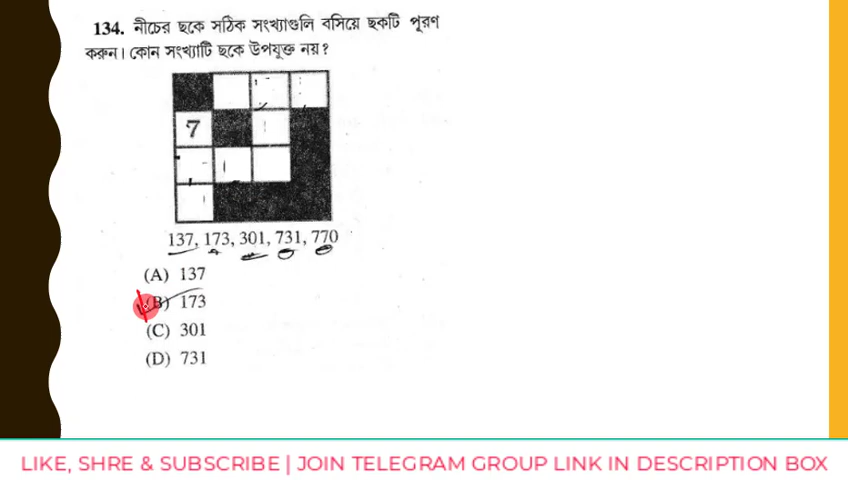 134. নীচের ছকে সঠিক সংখ্যাগুলি বসিয়ে ছকটি পূরণ
করুন। কোন সংখ্যাটি ছকে উপযুক্ত নয়?
7
137, 173, 301, 731, 770
(A) 137
(B) 173
(C) 301
(D) 731
LIKE, SHRE & SUBSCRIBE | JOIN TELEGRAM GROUP LINK IN DESCRIPTION BOX